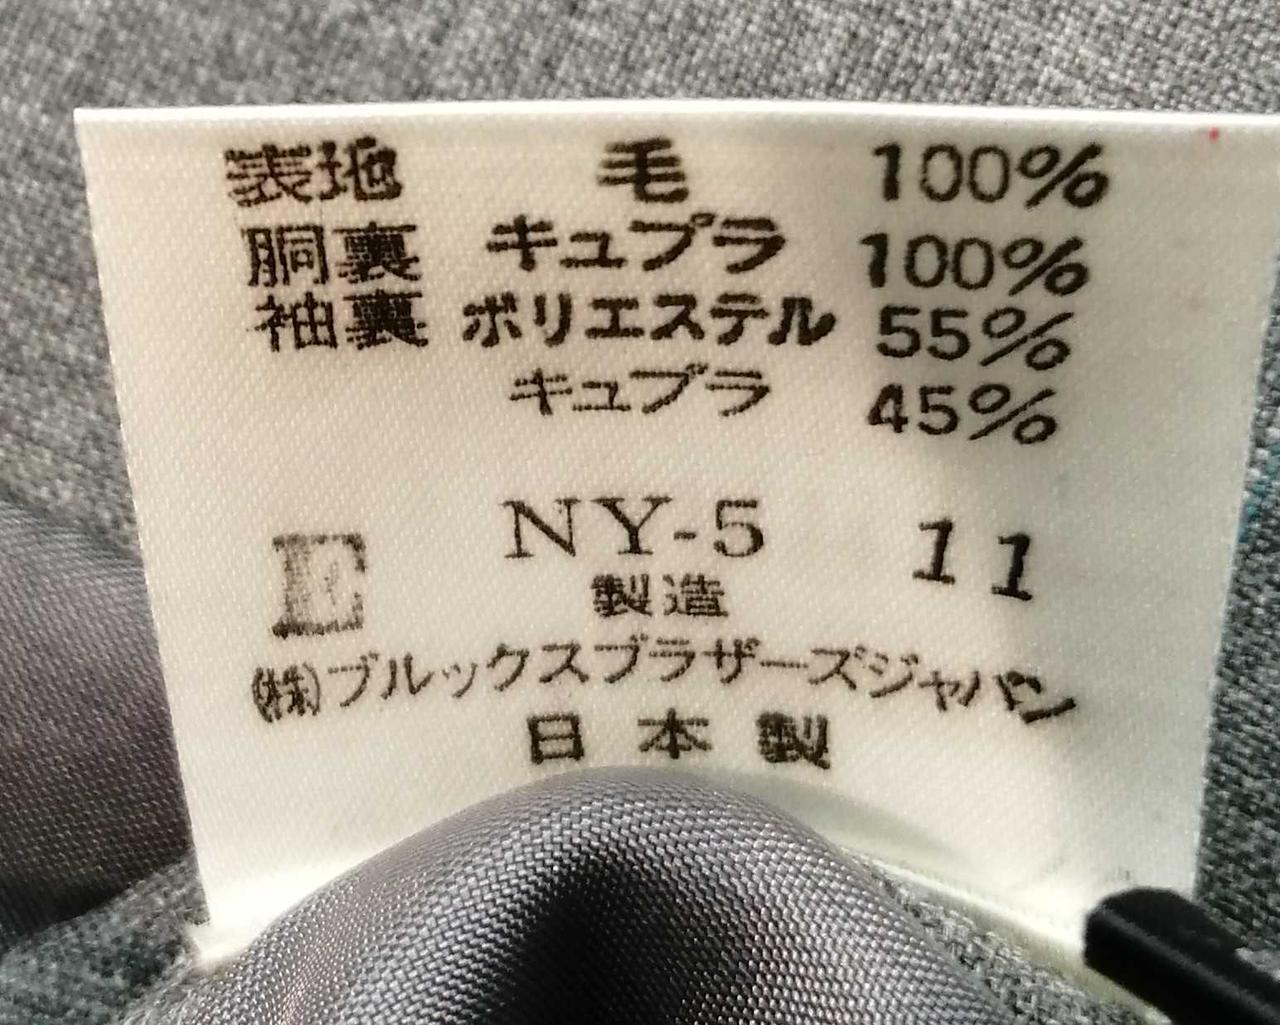 表地 毛 100%
胴裏 キュプラ 100%
袖裏 ポリエステル 55%
キュプラ 45%
E NY-5 11
製造
㈱ブルックスブラザーズジャパン
日本製